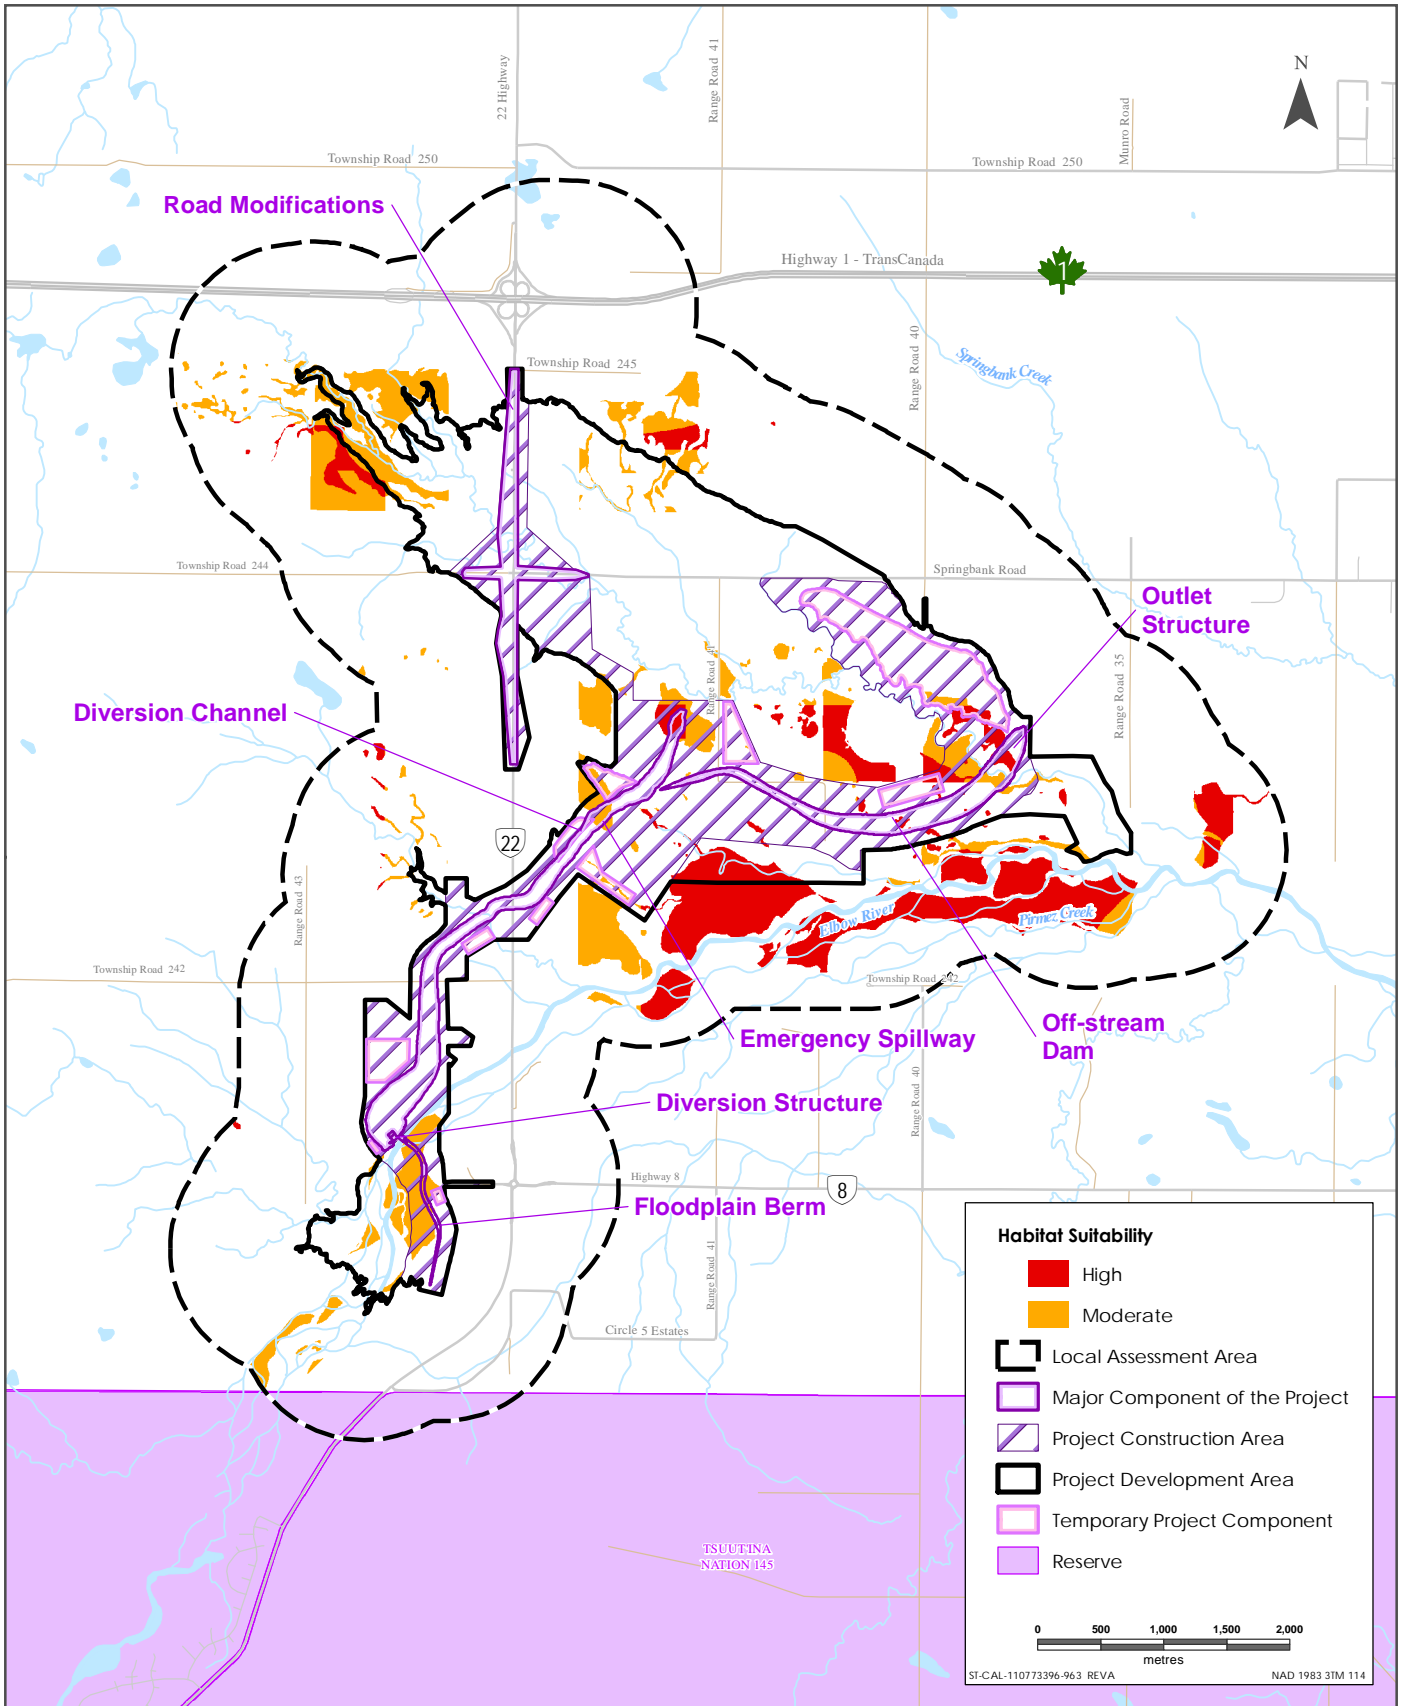 N
22 Highway
Range Road 41
Munro Road
Township Road 250
Township Road 250
Road Modifications
Highway 1 - TransCanada
1
Range Road 40
Springbank Creek
Township Road 245
Township Road 244
Springbank Road
Outlet
Structure
Range Road 41
Range Road 35
Diversion Channel
22
Range Road 43
Elbow River
Pirmez Creek
Township Road 242
Township Road 242
Emergency Spillway
Off-stream
Dam
Range Road 40
Diversion Structure
Highway 8
8
Floodplain Berm
Range Road 41
Circle 5 Estates
TSUUT'INA
NATION 145
Habitat Suitability
High
Moderate
Local Assessment Area
Major Component of the Project
Project Construction Area
Project Development Area
Temporary Project Component
Reserve
0 500 1,000 1,500 2,000
metres
ST-CAL-110773396-963 REVA
NAD 1983 3TM 114